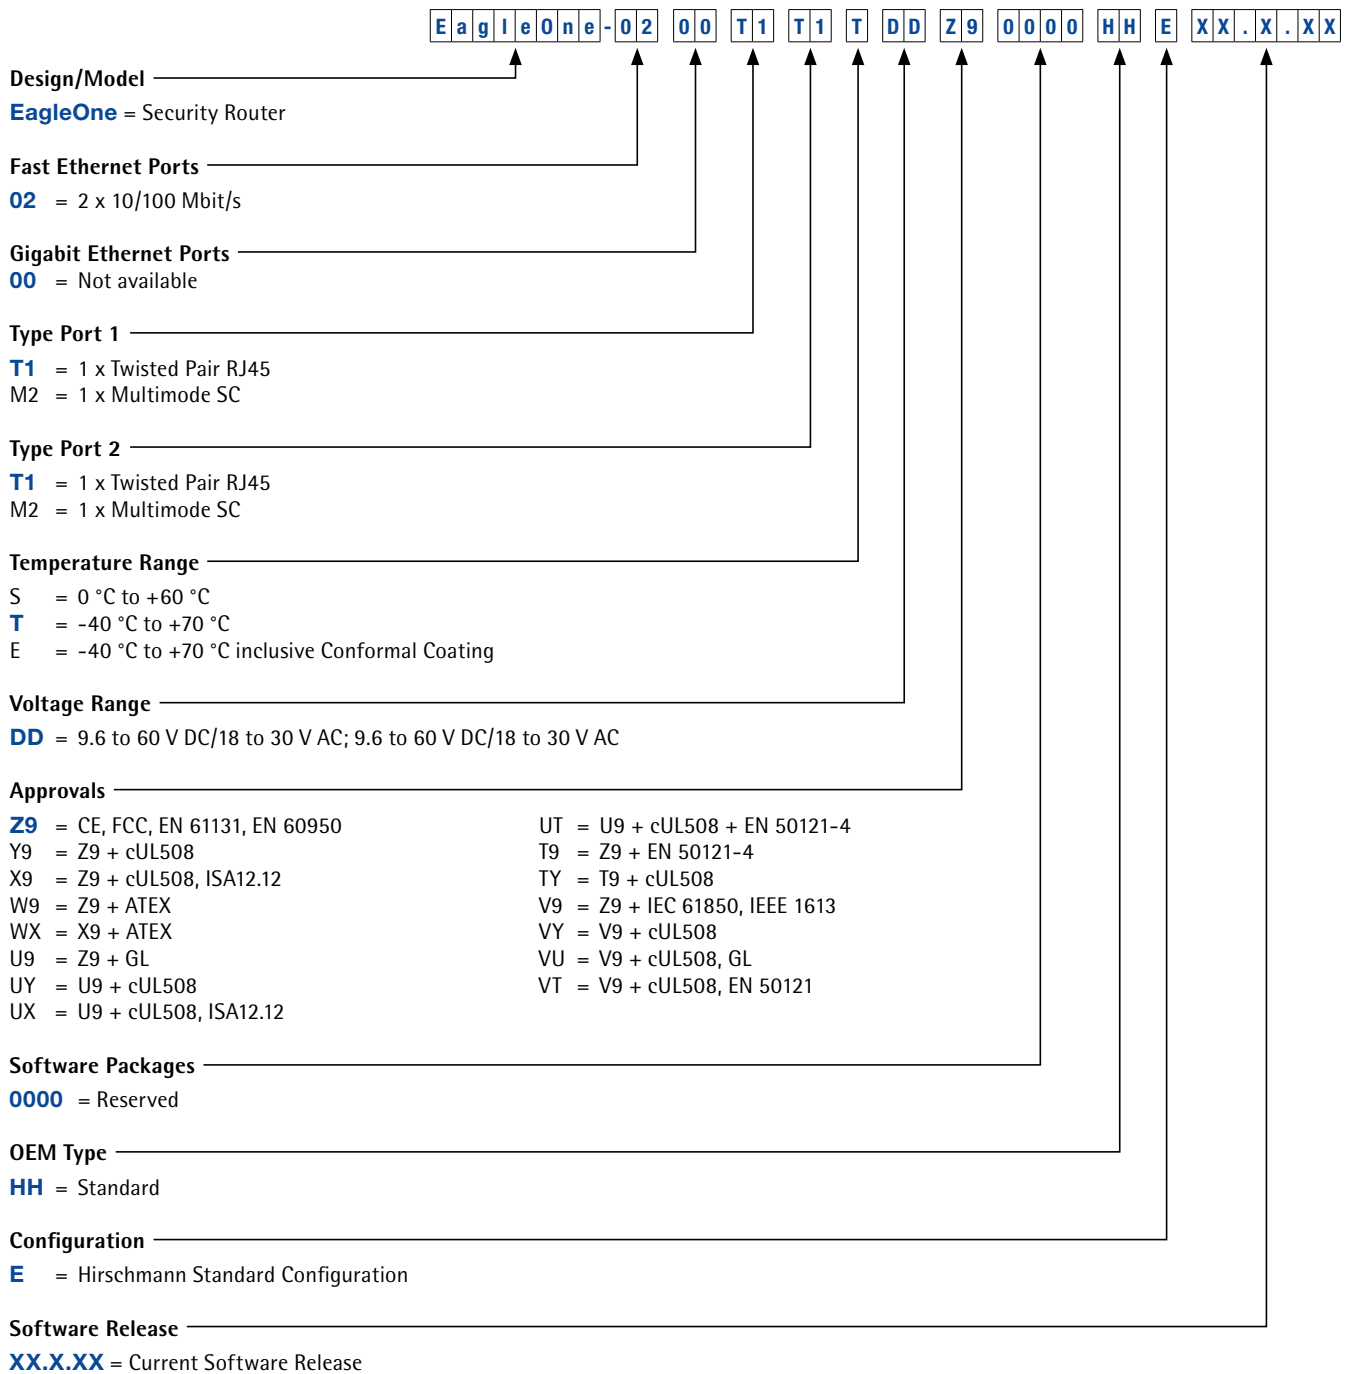 EagleOne-02 00 T1 T1 T DD Z9 0000 HH E XX.X.XX
Design/Model
EagleOne = Security Router
Fast Ethernet Ports
02 = 2 x 10/100 Mbit/s
Gigabit Ethernet Ports
00 = Not available
Type Port 1
T1 = 1 x Twisted Pair RJ45
M2 = 1 x Multimode SC
Type Port 2
T1 = 1 x Twisted Pair RJ45
M2 = 1 x Multimode SC
Temperature Range
S = 0 °C to +60 °C
T = -40 °C to +70 °C
E = -40 °C to +70 °C inclusive Conformal Coating
Voltage Range
DD = 9.6 to 60 V DC/18 to 30 V AC; 9.6 to 60 V DC/18 to 30 V AC
Approvals
Z9 = CE, FCC, EN 61131, EN 60950
Y9 = Z9 + cUL508
X9 = Z9 + cUL508, ISA12.12
W9 = Z9 + ATEX
WX = X9 + ATEX
U9 = Z9 + GL
UY = U9 + cUL508
UX = U9 + cUL508, ISA12.12
UT = U9 + cUL508 + EN 50121-4
T9 = Z9 + EN 50121-4
TY = T9 + cUL508
V9 = Z9 + IEC 61850, IEEE 1613
VY = V9 + cUL508
VU = V9 + cUL508, GL
VT = V9 + cUL508, EN 50121
Software Packages
0000 = Reserved
OEM Type
HH = Standard
Configuration
E = Hirschmann Standard Configuration
Software Release
XX.X.XX = Current Software Release